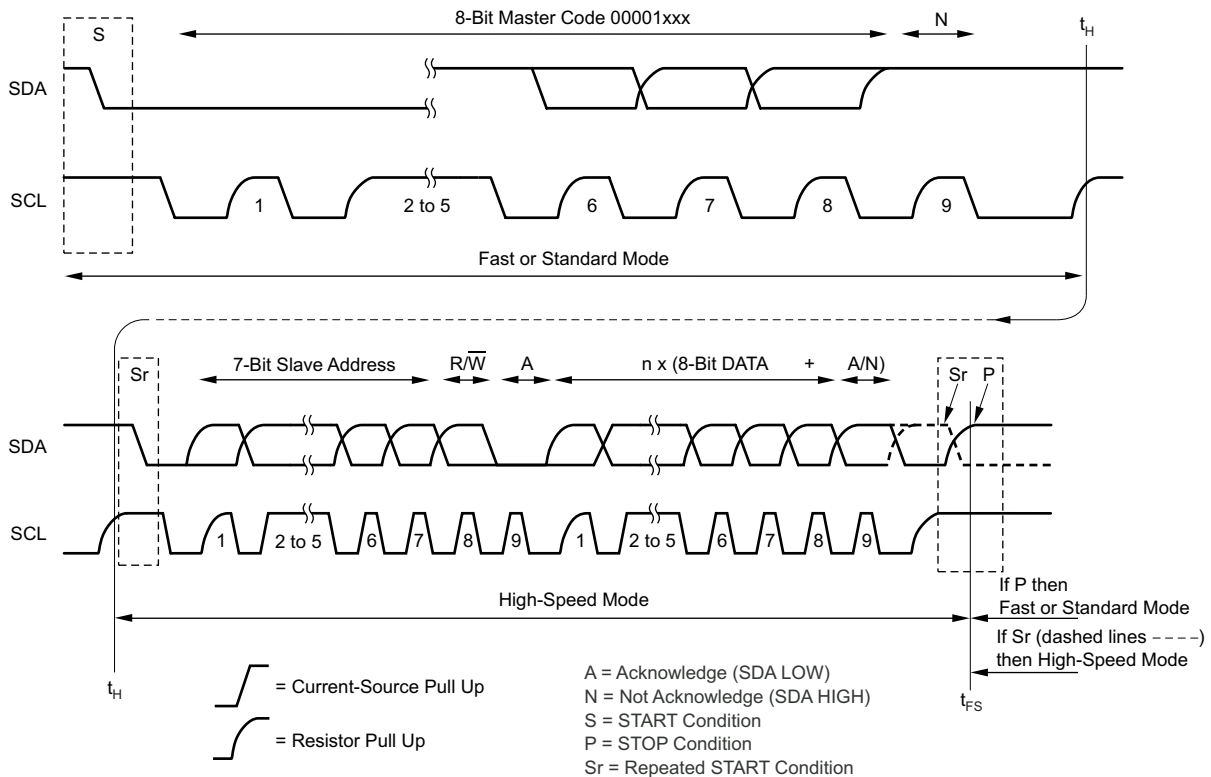 8-Bit Master Code 00001xxx
S
N
t_H
SDA
SCL
1
2 to 5
6
7
8
9
Fast or Standard Mode
Sr
7-Bit Slave Address
R/W̅
A
n x (8-Bit DATA + A/N)
Sr
P
SDA
SCL
1
2 to 5
6
7
8
9
1
2 to 5
6
7
8
9
High-Speed Mode
If P then
Fast or Standard Mode
If Sr (dashed lines ----)
then High-Speed Mode
t_H
t_FS
= Current-Source Pull Up
= Resistor Pull Up
A = Acknowledge (SDA LOW)
N = Not Acknowledge (SDA HIGH)
S = START Condition
P = STOP Condition
Sr = Repeated START Condition